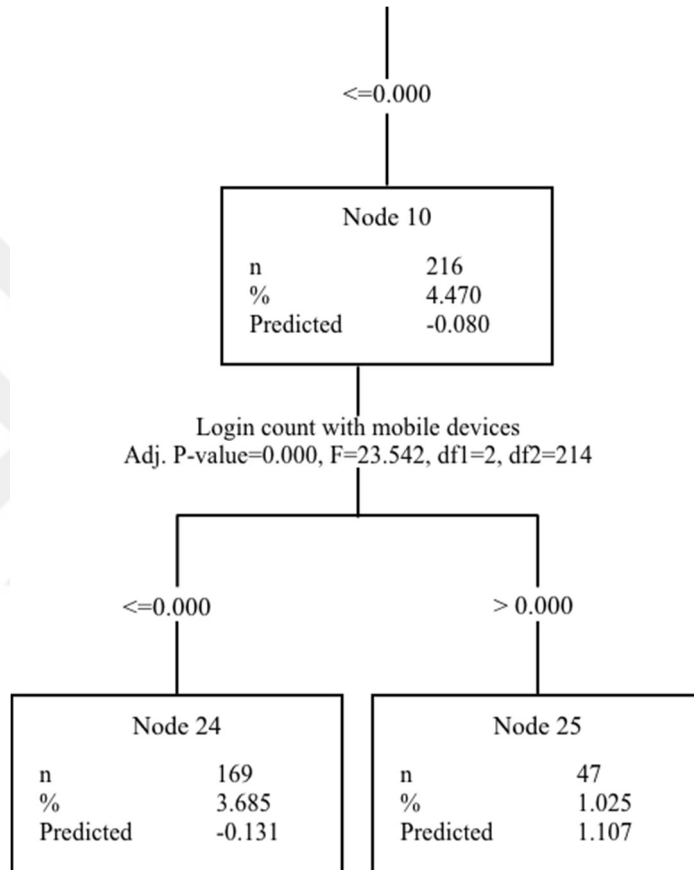 <=0.000
Node 10
n 216
% 4.470
Predicted -0.080
Login count with mobile devices
Adj. P-value=0.000, F=23.542, df1=2, df2=214
<=0.000
> 0.000
Node 24
n 169
% 3.685
Predicted -0.131
Node 25
n 47
% 1.025
Predicted 1.107